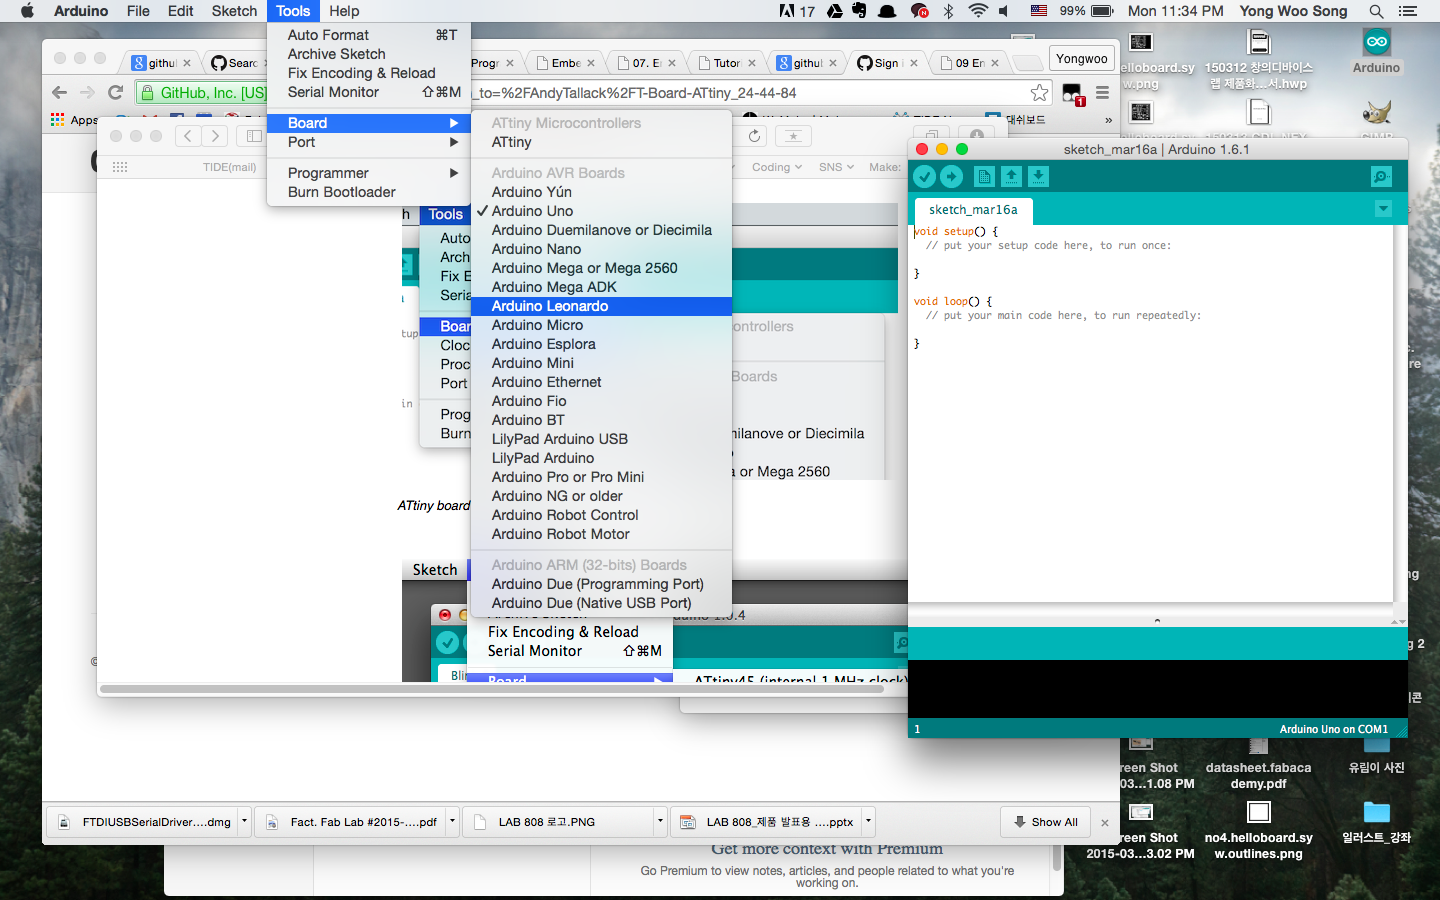 Arduino File Edit Sketch Tools Help
17 99% Mon 11:34 PM Yong Woo Song
Auto Format ⌘T
Archive Sketch
Fix Encoding & Reload
Serial Monitor ⇧⌘M
Board
Port
Programmer
Burn Bootloader
ATtiny Microcontrollers
ATtiny
Arduino AVR Boards
Arduino Yún
✓ Arduino Uno
Arduino Duemilanove or Diecimila
Arduino Nano
Arduino Mega or Mega 2560
Arduino Mega ADK
Arduino Leonardo
Arduino Micro
Arduino Esplora
Arduino Mini
Arduino Ethernet
Arduino Fio
Arduino BT
LilyPad Arduino USB
LilyPad Arduino
Arduino Pro or Pro Mini
Arduino NG or older
Arduino Robot Control
Arduino Robot Motor
Arduino ARM (32-bits) Boards
Arduino Due (Programming Port)
Arduino Due (Native USB Port)
githu Sear Progr Embe 07. E Tutor githu Sign i 09 En Yongwoo
GitHub, Inc. [US] _to=%2FAndyTallack%2FT-Board-ATtiny_24-44-84
Apps 대쉬보드 »
TIDE(mail) Coding SNS Make:
h Tools
Auto
Arch
Fix E
Seria
Boar
Cloc
Proc
Port
Prog
Burn
controllers
Boards
nilanove or Diecimila
a or Mega 2560
ATtiny board
Sketch
Fix Encoding & Reload
Serial Monitor ⇧⌘M
Board
ATtiny45 (internal 1 MHz clock)
sketch_mar16a | Arduino 1.6.1
sketch_mar16a
void setup() {
// put your setup code here, to run once:
}
void loop() {
// put your main code here, to run repeatedly:
}
1 Arduino Uno on COM1
elloboard.sy
w.png
150312 창의디바이스
랩 제품화...서.hwp
Arduino
reen Shot
-03...1.08 PM
datasheet.fabaca
demy.pdf
유림이 사진
reen Shot
2015-03...3.02 PM
no4.helloboard.sy
w.outlines.png
일러스트_강좌
FTDIUSBSerialDriver....dmg Fact. Fab Lab #2015-....pdf LAB 808 로고.PNG LAB 808_제품 발표용 ....pptx Show All
Get more context with Premium
Go Premium to view notes, articles, and people related to what you're
working on.